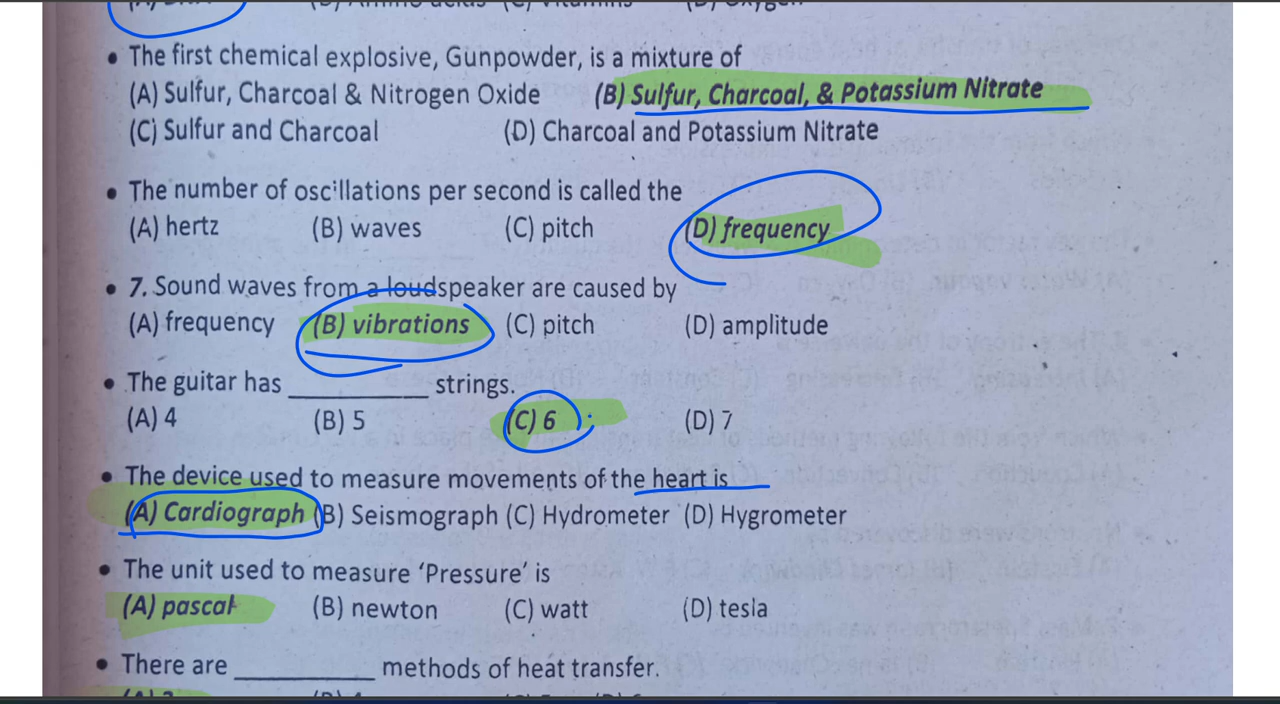 • The first chemical explosive, Gunpowder, is a mixture of
(A) Sulfur, Charcoal & Nitrogen Oxide (B) Sulfur, Charcoal, & Potassium Nitrate
(C) Sulfur and Charcoal (D) Charcoal and Potassium Nitrate
• The number of oscillations per second is called the
(A) hertz (B) waves (C) pitch (D) frequency
• 7. Sound waves from a loudspeaker are caused by
(A) frequency (B) vibrations (C) pitch (D) amplitude
• The guitar has __________ strings.
(A) 4 (B) 5 (C) 6 (D) 7
• The device used to measure movements of the heart is
(A) Cardiograph (B) Seismograph (C) Hydrometer (D) Hygrometer
• The unit used to measure ‘Pressure’ is
(A) pascal (B) newton (C) watt (D) tesla
• There are __________ methods of heat transfer.